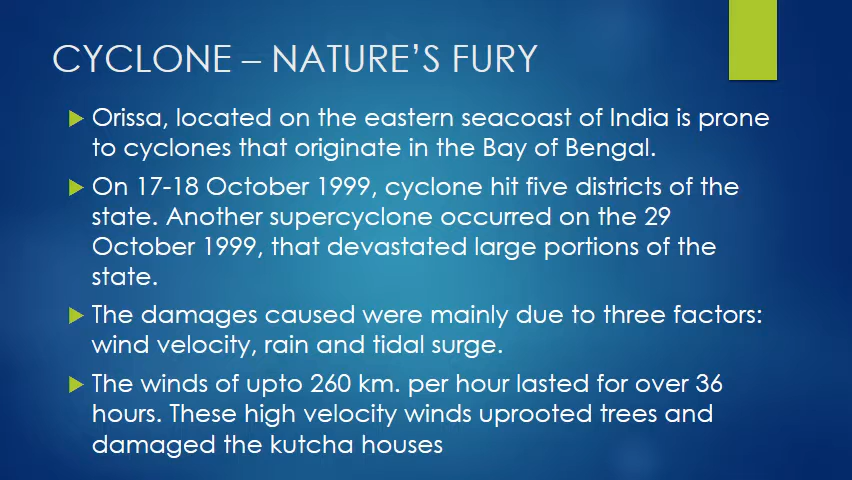 CYCLONE – NATURE'S FURY
Orissa, located on the eastern seacoast of India is prone
to cyclones that originate in the Bay of Bengal.
On 17-18 October 1999, cyclone hit five districts of the
state. Another supercyclone occurred on the 29
October 1999, that devastated large portions of the
state.
The damages caused were mainly due to three factors:
wind velocity, rain and tidal surge.
The winds of upto 260 km. per hour lasted for over 36
hours. These high velocity winds uprooted trees and
damaged the kutcha houses